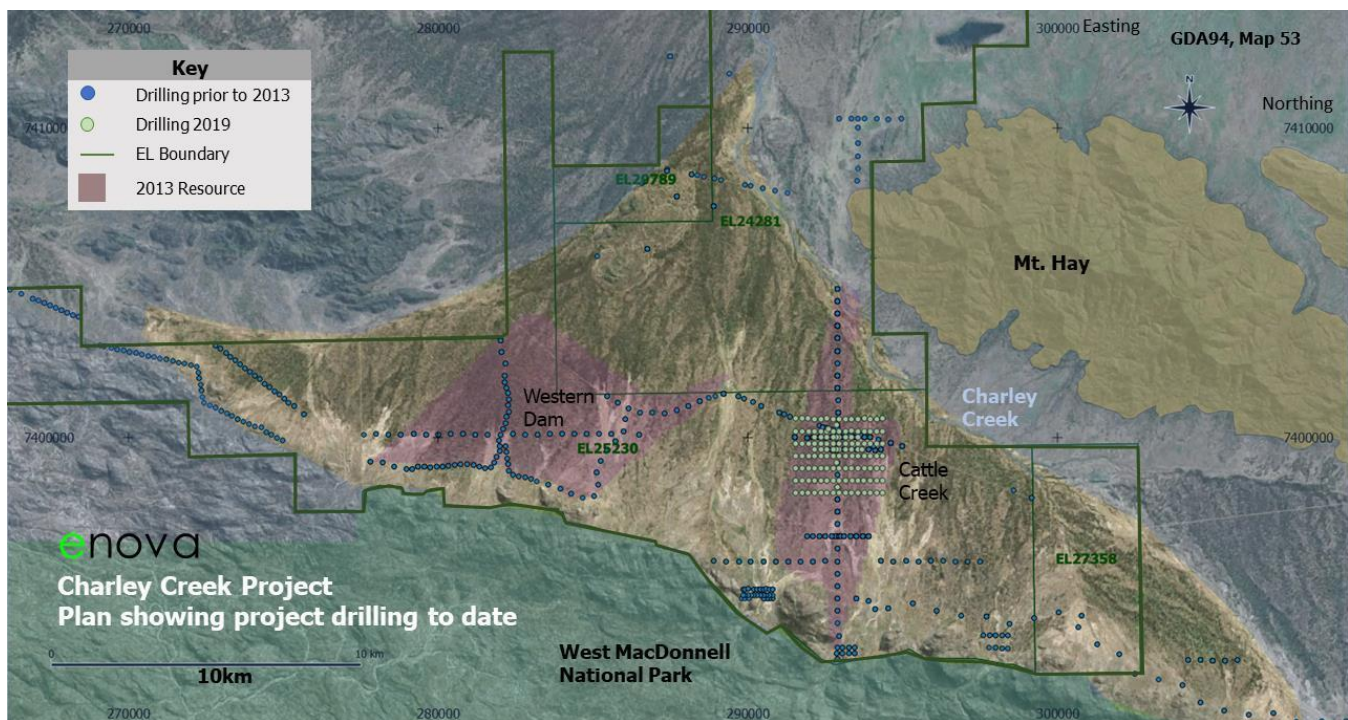 270000
280000
290000
300000 Easting
GDA94, Map 53
Key
Drilling prior to 2013
Drilling 2019
EL Boundary
2013 Resource
N
Northing
7410000
7410000
EL29789
EL24281
Mt. Hay
Western
Dam
Charley
Creek
7400000
7400000
EL25230
Cattle
Creek
enova
EL27358
Charley Creek Project
Plan showing project drilling to date
0
10 km
10km
West MacDonnell
National Park
270000
280000
290000
300000